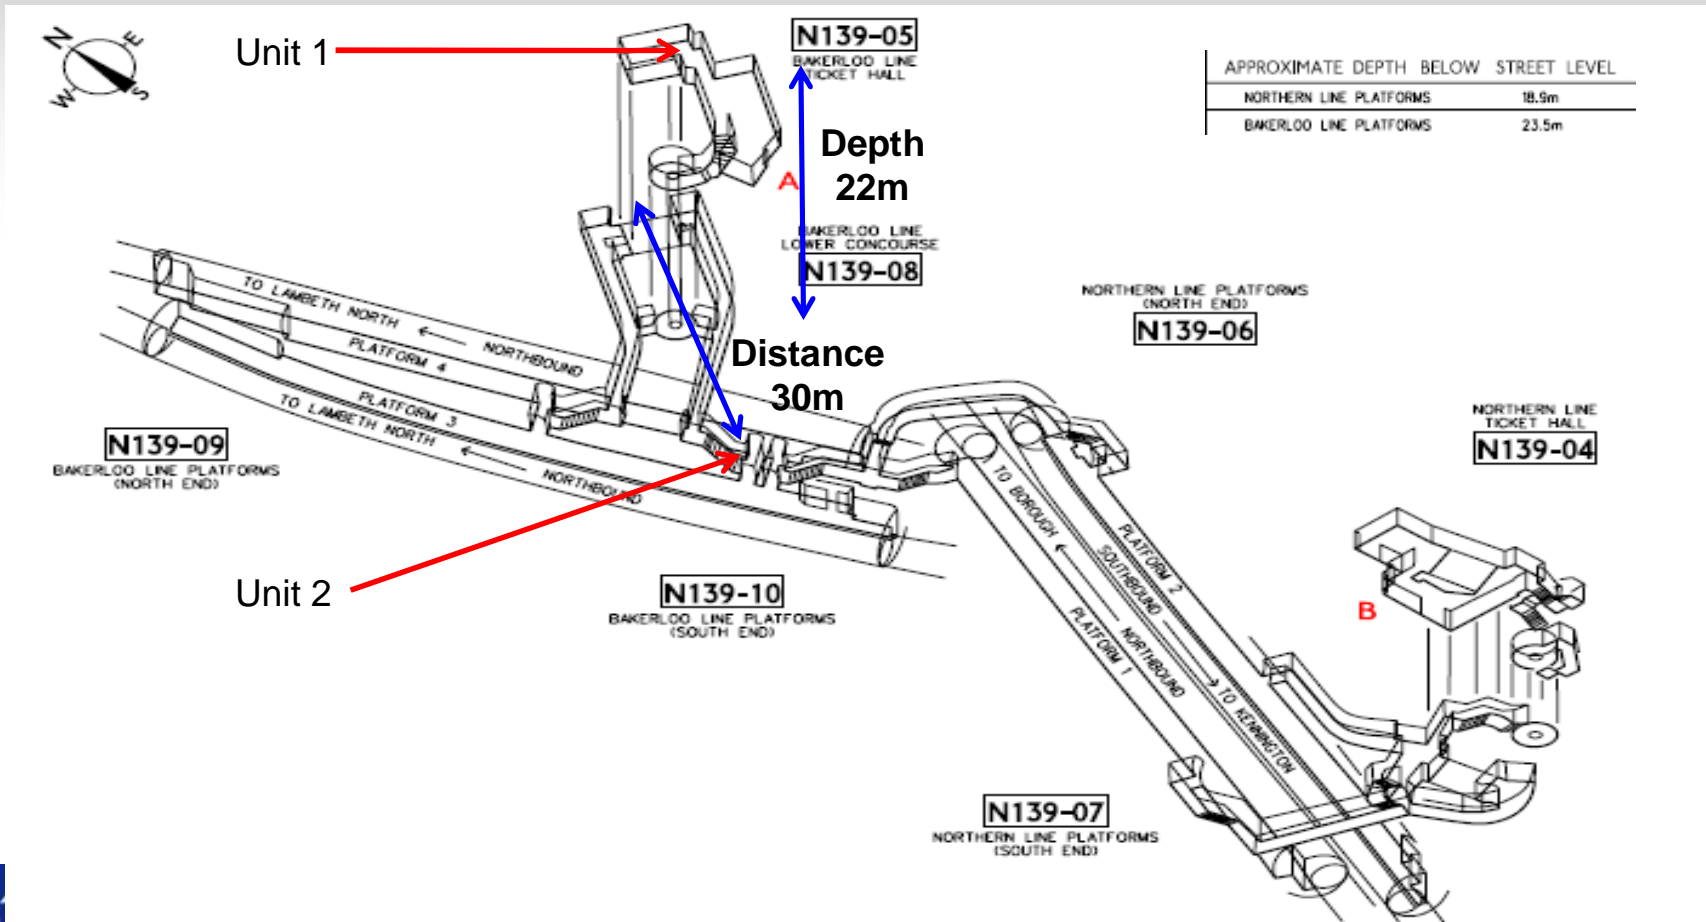 N
E
W
S
Unit 1
N139-05
BAKERLOO LINE
TICKET HALL
APPROXIMATE DEPTH BELOW STREET LEVEL
NORTHERN LINE PLATFORMS 18.9m
BAKERLOO LINE PLATFORMS 23.5m
Depth
22m
A
BAKERLOO LINE
LOWER CONCOURSE
N139-08
NORTHERN LINE PLATFORMS
(NORTH END)
N139-06
TO LAMBETH NORTH
NORTHBOUND
PLATFORM 4
PLATFORM 3
TO LAMBETH NORTH
NORTHBOUND
Distance
30m
N139-09
BAKERLOO LINE PLATFORMS
(NORTH END)
NORTHERN LINE
TICKET HALL
N139-04
Unit 2
N139-10
BAKERLOO LINE PLATFORMS
(SOUTH END)
TO BOROUGH
SOUTHBOUND
PLATFORM 2
PLATFORM 1
NORTHBOUND
TO KENNINGTON
B
N139-07
NORTHERN LINE PLATFORMS
(SOUTH END)